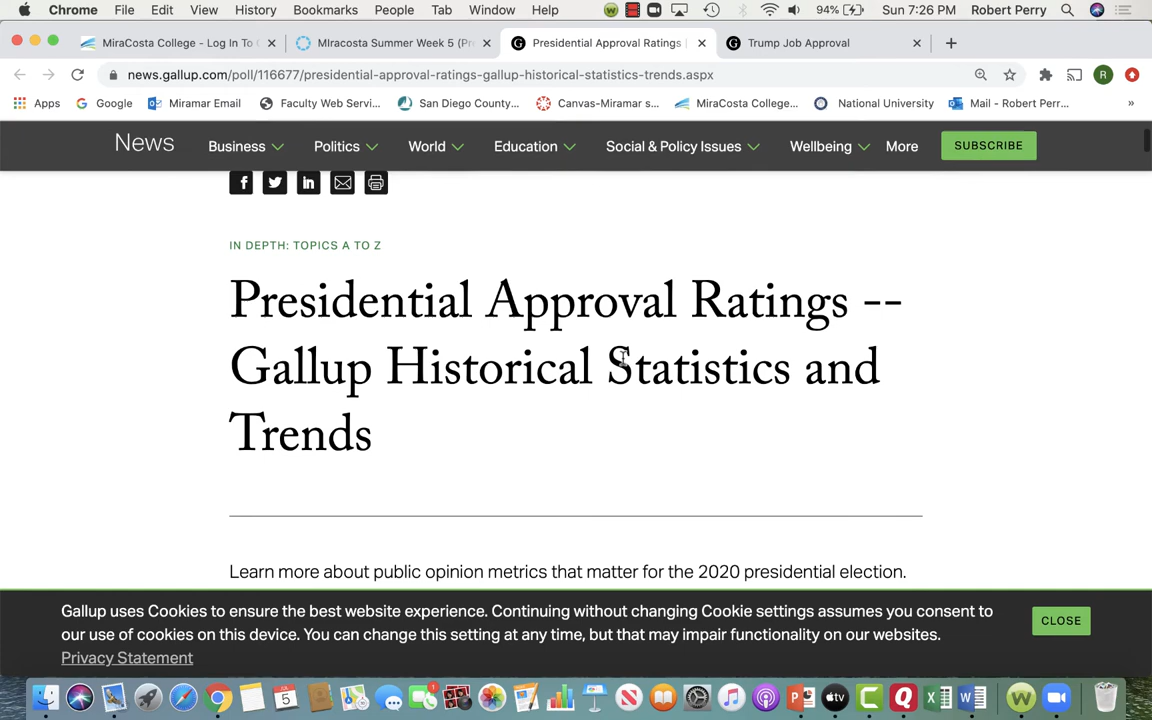 Chrome File Edit View History Bookmarks People Tab Window Help 94% Sun 7:26 PM Robert Perry
MiraCosta College - Log In To MIracosta Summer Week 5 (Pr Presidential Approval Ratings Trump Job Approval
news.gallup.com/poll/116677/presidential-approval-ratings-gallup-historical-statistics-trends.aspx R
Apps Google Miramar Email Faculty Web Servi... San Diego County... Canvas-Miramar s... MiraCosta College... National University Mail - Robert Perr... »
News Business Politics World Education Social & Policy Issues Wellbeing More SUBSCRIBE
IN DEPTH: TOPICS A TO Z
Presidential Approval Ratings --
Gallup Historical Statistics and
Trends
Learn more about public opinion metrics that matter for the 2020 presidential election.
Gallup uses Cookies to ensure the best website experience. Continuing without changing Cookie settings assumes you consent to
our use of cookies on this device. You can change this setting at any time, but that may impair functionality on our websites.
CLOSE
Privacy Statement